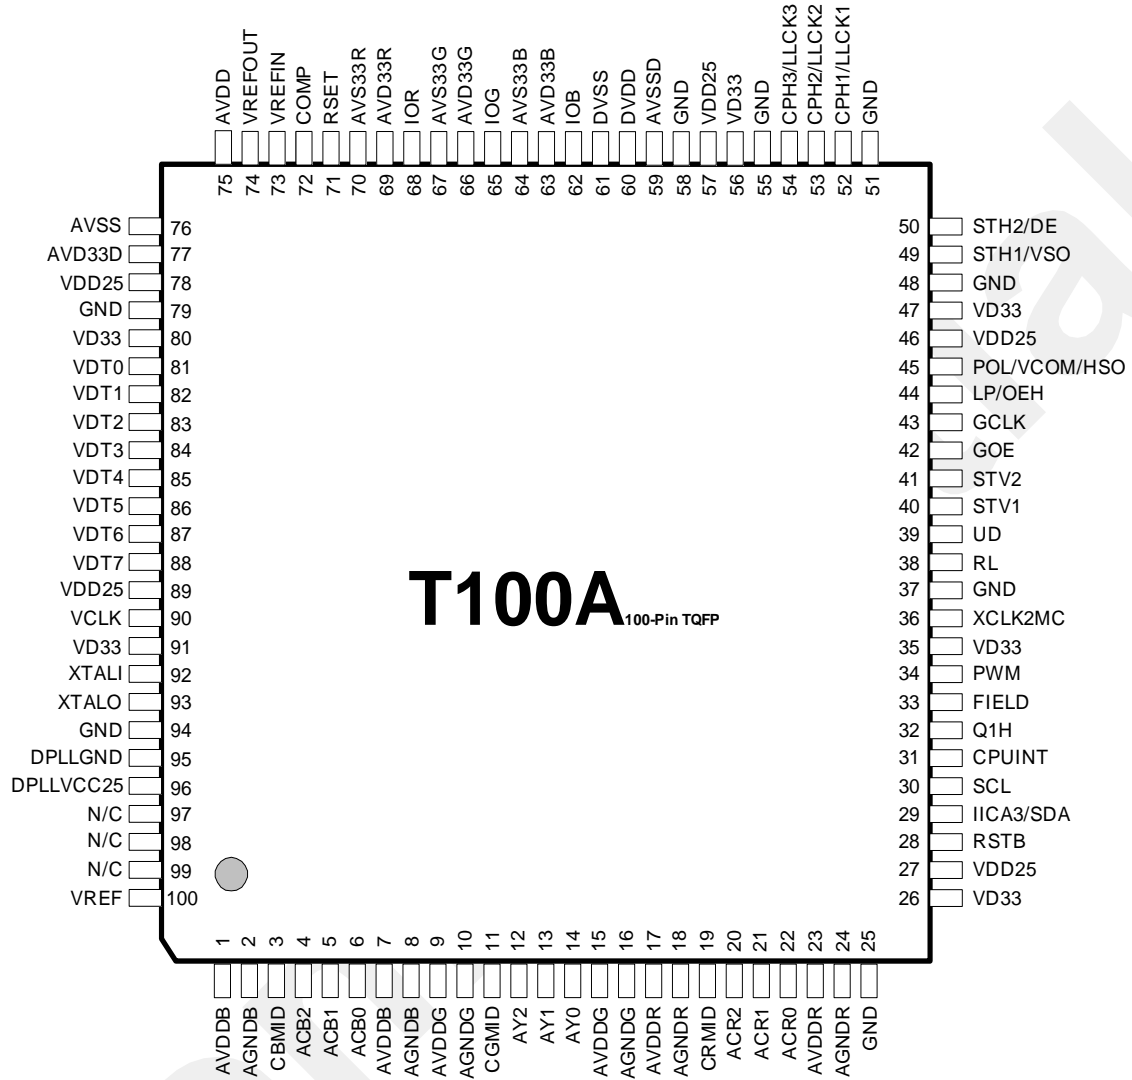 AVDD
VREFOUT
VREFIN
COMP
RSET
AVS33R
AVD33R
IOR
AVS33G
AVD33G
IOG
AVS33B
AVD33B
IOB
DVSS
DVDD
AVSSD
GND
VDD25
VD33
GND
CPH3/LLCK3
CPH2/LLCK2
CPH1/LLCK1
GND
75
74
73
72
71
70
69
68
67
66
65
64
63
62
61
60
59
58
57
56
55
54
53
52
51
AVSS 76
AVD33D 77
VDD25 78
GND 79
VD33 80
VDT0 81
VDT1 82
VDT2 83
VDT3 84
VDT4 85
VDT5 86
VDT6 87
VDT7 88
VDD25 89
VCLK 90
VD33 91
XTALI 92
XTALO 93
GND 94
DPLLGND 95
DPLLVCC25 96
N/C 97
N/C 98
N/C 99
VREF 100
T100A 100-Pin TQFP
50 STH2/DE
49 STH1/VSO
48 GND
47 VD33
46 VDD25
45 POL/VCOM/HSO
44 LP/OEH
43 GCLK
42 GOE
41 STV2
40 STV1
39 UD
38 RL
37 GND
36 XCLK2MC
35 VD33
34 PWM
33 FIELD
32 Q1H
31 CPUINT
30 SCL
29 IICA3/SDA
28 RSTB
27 VDD25
26 VD33
1
2
3
4
5
6
7
8
9
10
11
12
13
14
15
16
17
18
19
20
21
22
23
24
25
AVDDB
AGNDB
CBMID
ACB2
ACB1
ACB0
AVDDB
AGNDB
AVDDG
AGNDG
CGMID
AY2
AY1
AY0
AVDDG
AGNDG
AVDDR
AGNDR
CRMID
ACR2
ACR1
ACR0
AVDDR
AGNDR
GND